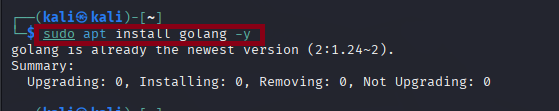 (kali㉿kali)-[~]
$ sudo apt install golang -y
golang is already the newest version (2:1.24~2).
Summary:
Upgrading: 0, Installing: 0, Removing: 0, Not Upgrading: 0